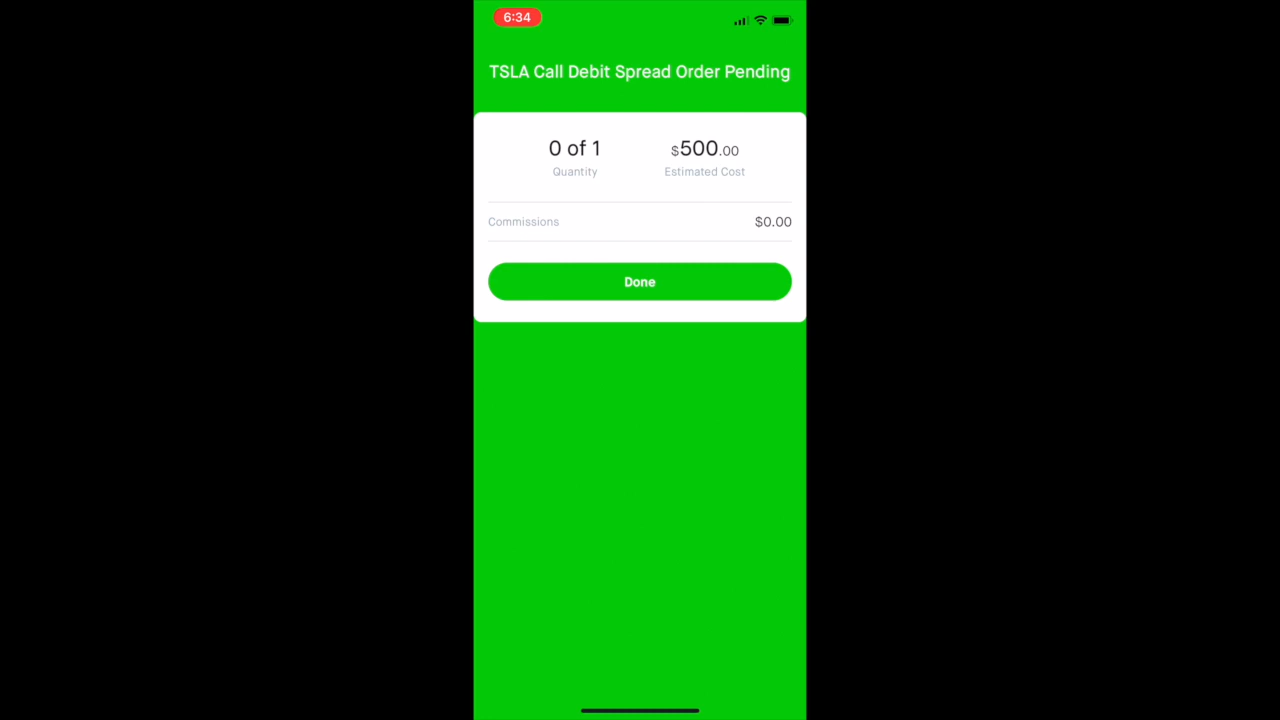 6:34
TSLA Call Debit Spread Order Pending
0 of 1 $500.00
Quantity Estimated Cost
Commissions $0.00
Done